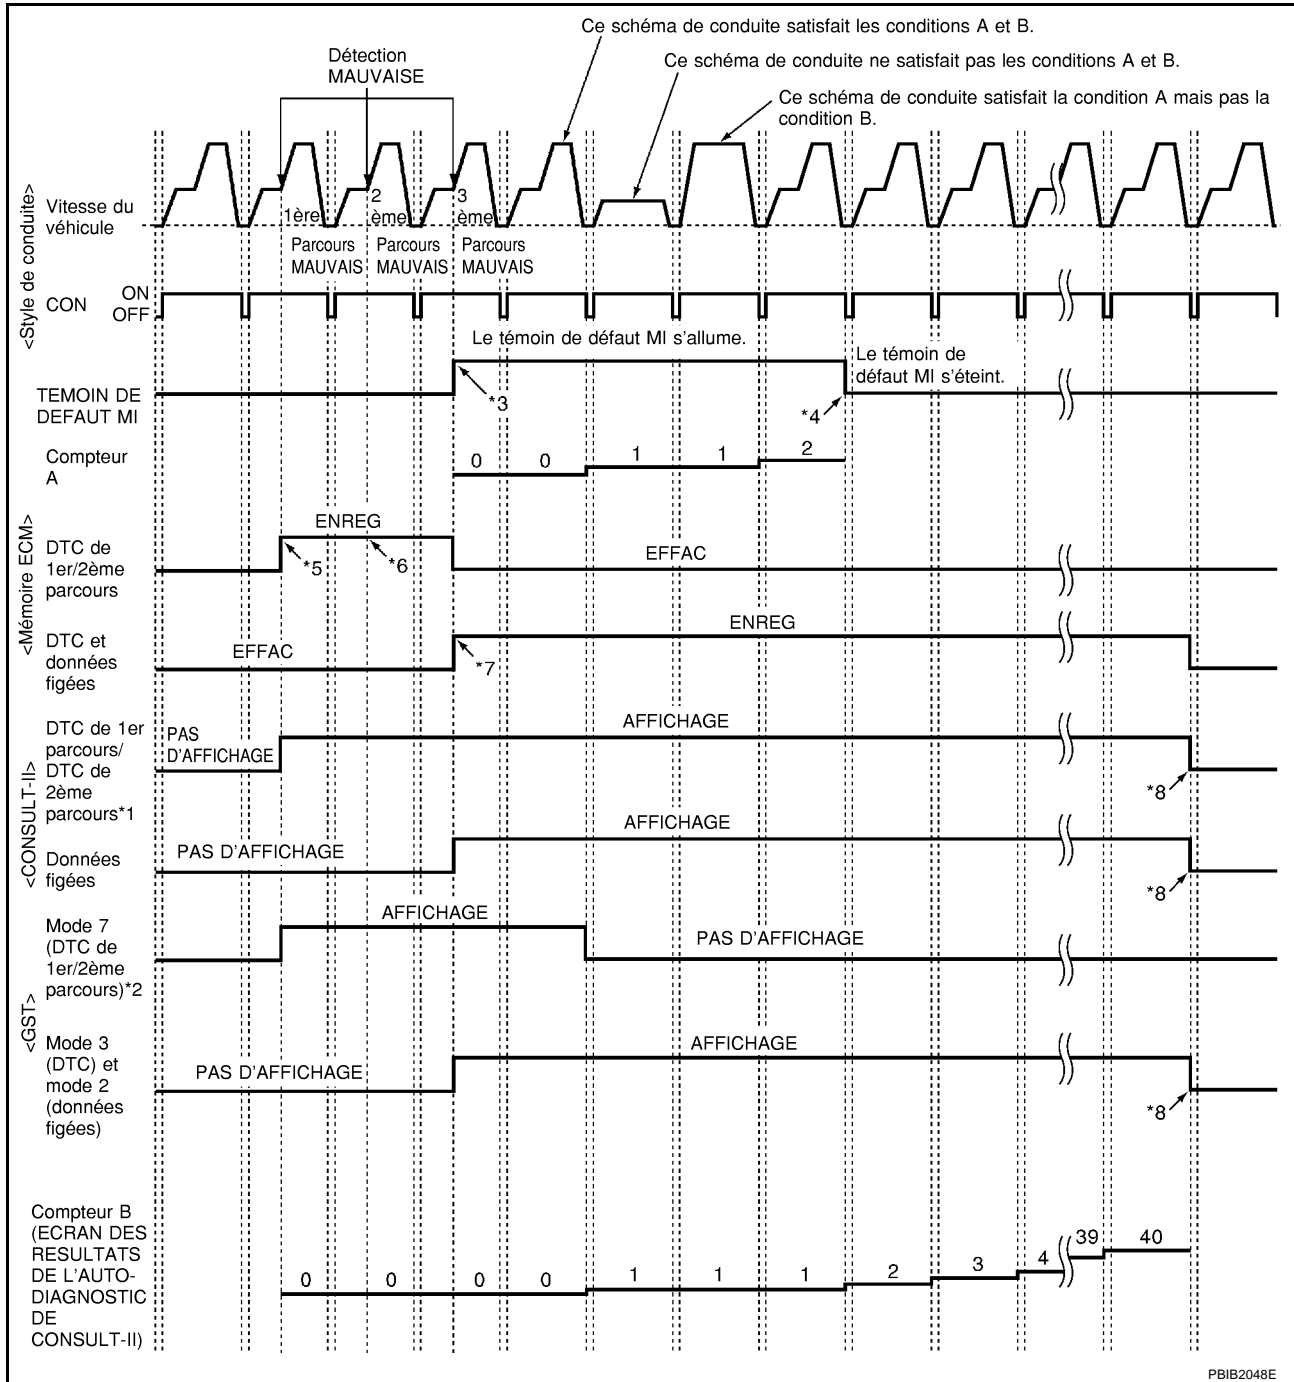 Ce schéma de conduite satisfait les conditions A et B.
Détection
MAUVAISE
Ce schéma de conduite ne satisfait pas les conditions A et B.
Ce schéma de conduite satisfait la condition A mais pas la
condition B.
<Style de conduite>
Vitesse du
véhicule
1ère
2
ème
3
ème
Parcours
MAUVAIS
Parcours
MAUVAIS
Parcours
MAUVAIS
CON
ON
OFF
Le témoin de défaut MI s'allume.
Le témoin de
défaut MI s'éteint.
TEMOIN DE
DEFAUT MI
*3
*4
Compteur
A
0 0 1 1 2
<Mémoire ECM>
DTC de
1er/2ème
parcours
ENREG
*5
*6
EFFAC
DTC et
données
figées
EFFAC
*7
ENREG
<CONSULT-II>
DTC de 1er
parcours/
DTC de
2ème
parcours*1
PAS
D'AFFICHAGE
AFFICHAGE
*8
Données
figées
PAS D'AFFICHAGE
AFFICHAGE
*8
<GST>
Mode 7
(DTC de
1er/2ème
parcours)*2
AFFICHAGE
PAS D'AFFICHAGE
Mode 3
(DTC) et
mode 2
(données
figées)
PAS D'AFFICHAGE
AFFICHAGE
*8
Compteur B
(ECRAN DES
RESULTATS
DE L'AUTO-
DIAGNOSTIC
DE
CONSULT-II)
0 0 0 0 1 1 1 2 3 4 39 40
PBIB2048E